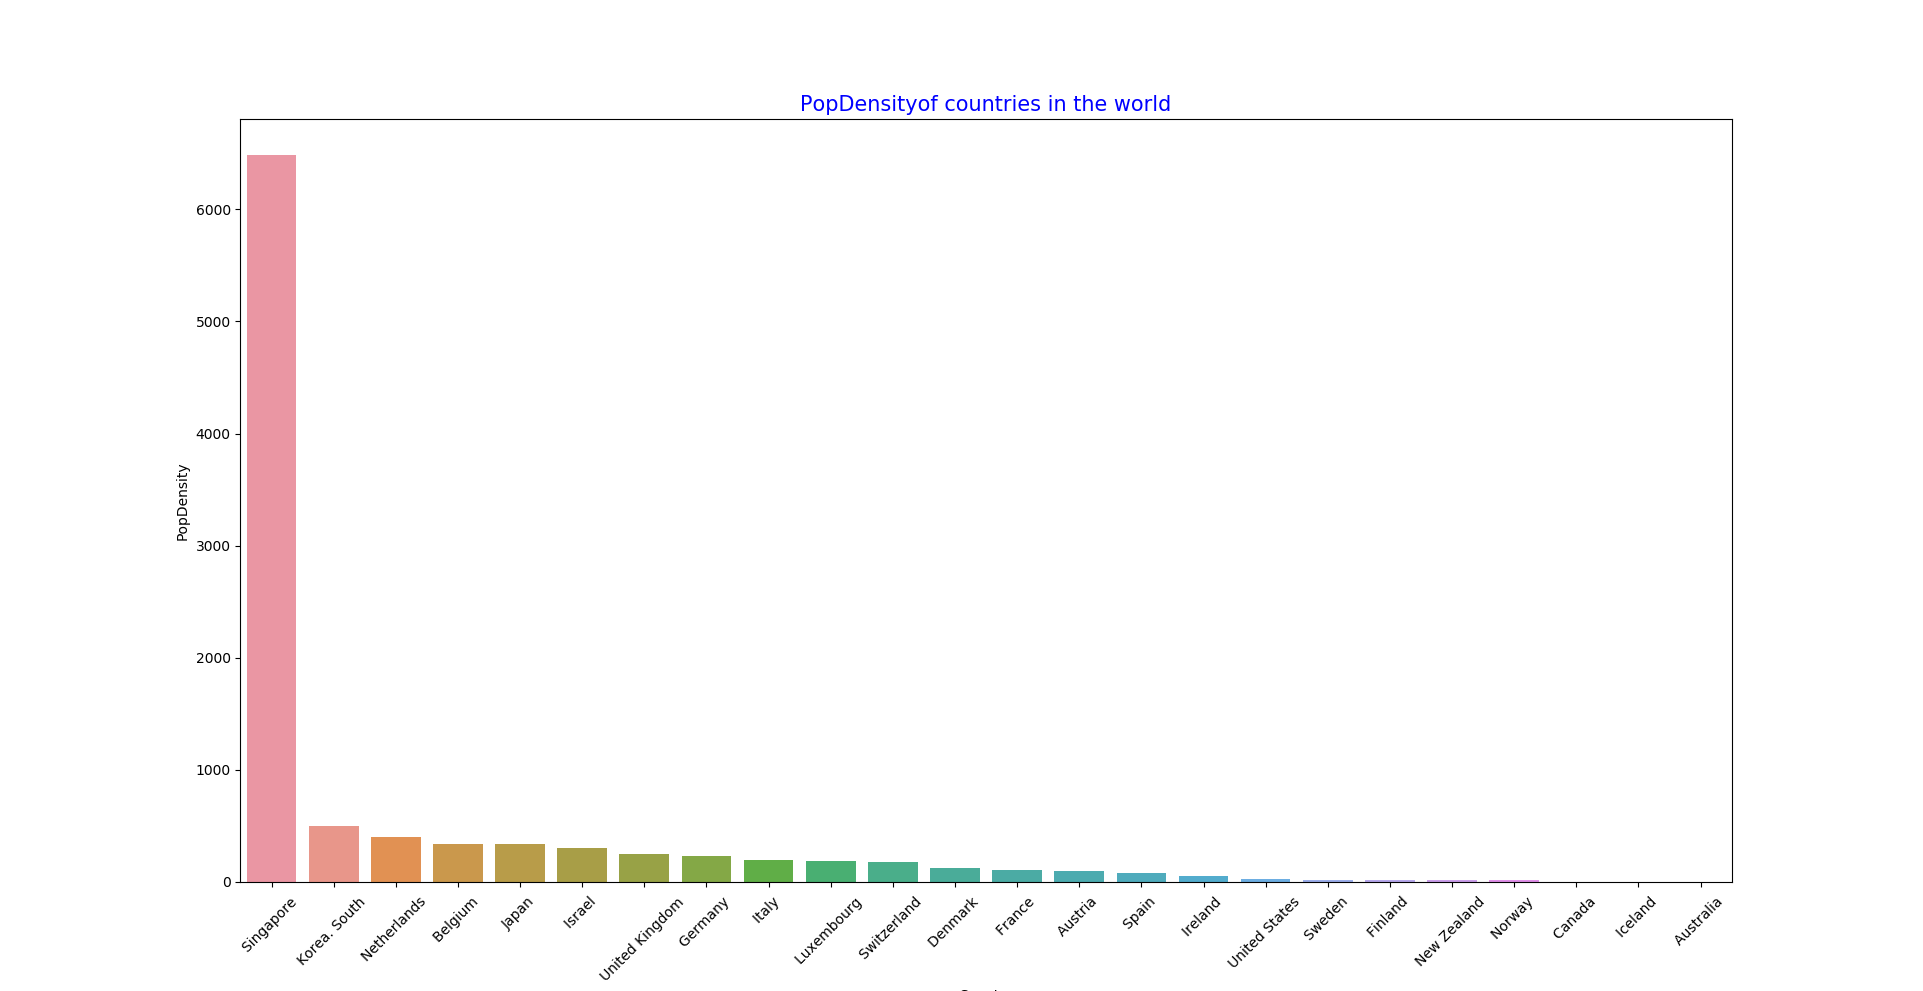 PopDensityof countries in the world
PopDensity
6000
5000
4000
3000
2000
1000
0
Singapore
Korea. South
Netherlands
Belgium
Japan
Israel
United Kingdom
Germany
Italy
Luxembourg
Switzerland
Denmark
France
Austria
Spain
Ireland
United States
Sweden
Finland
New Zealand
Norway
Canada
Iceland
Australia